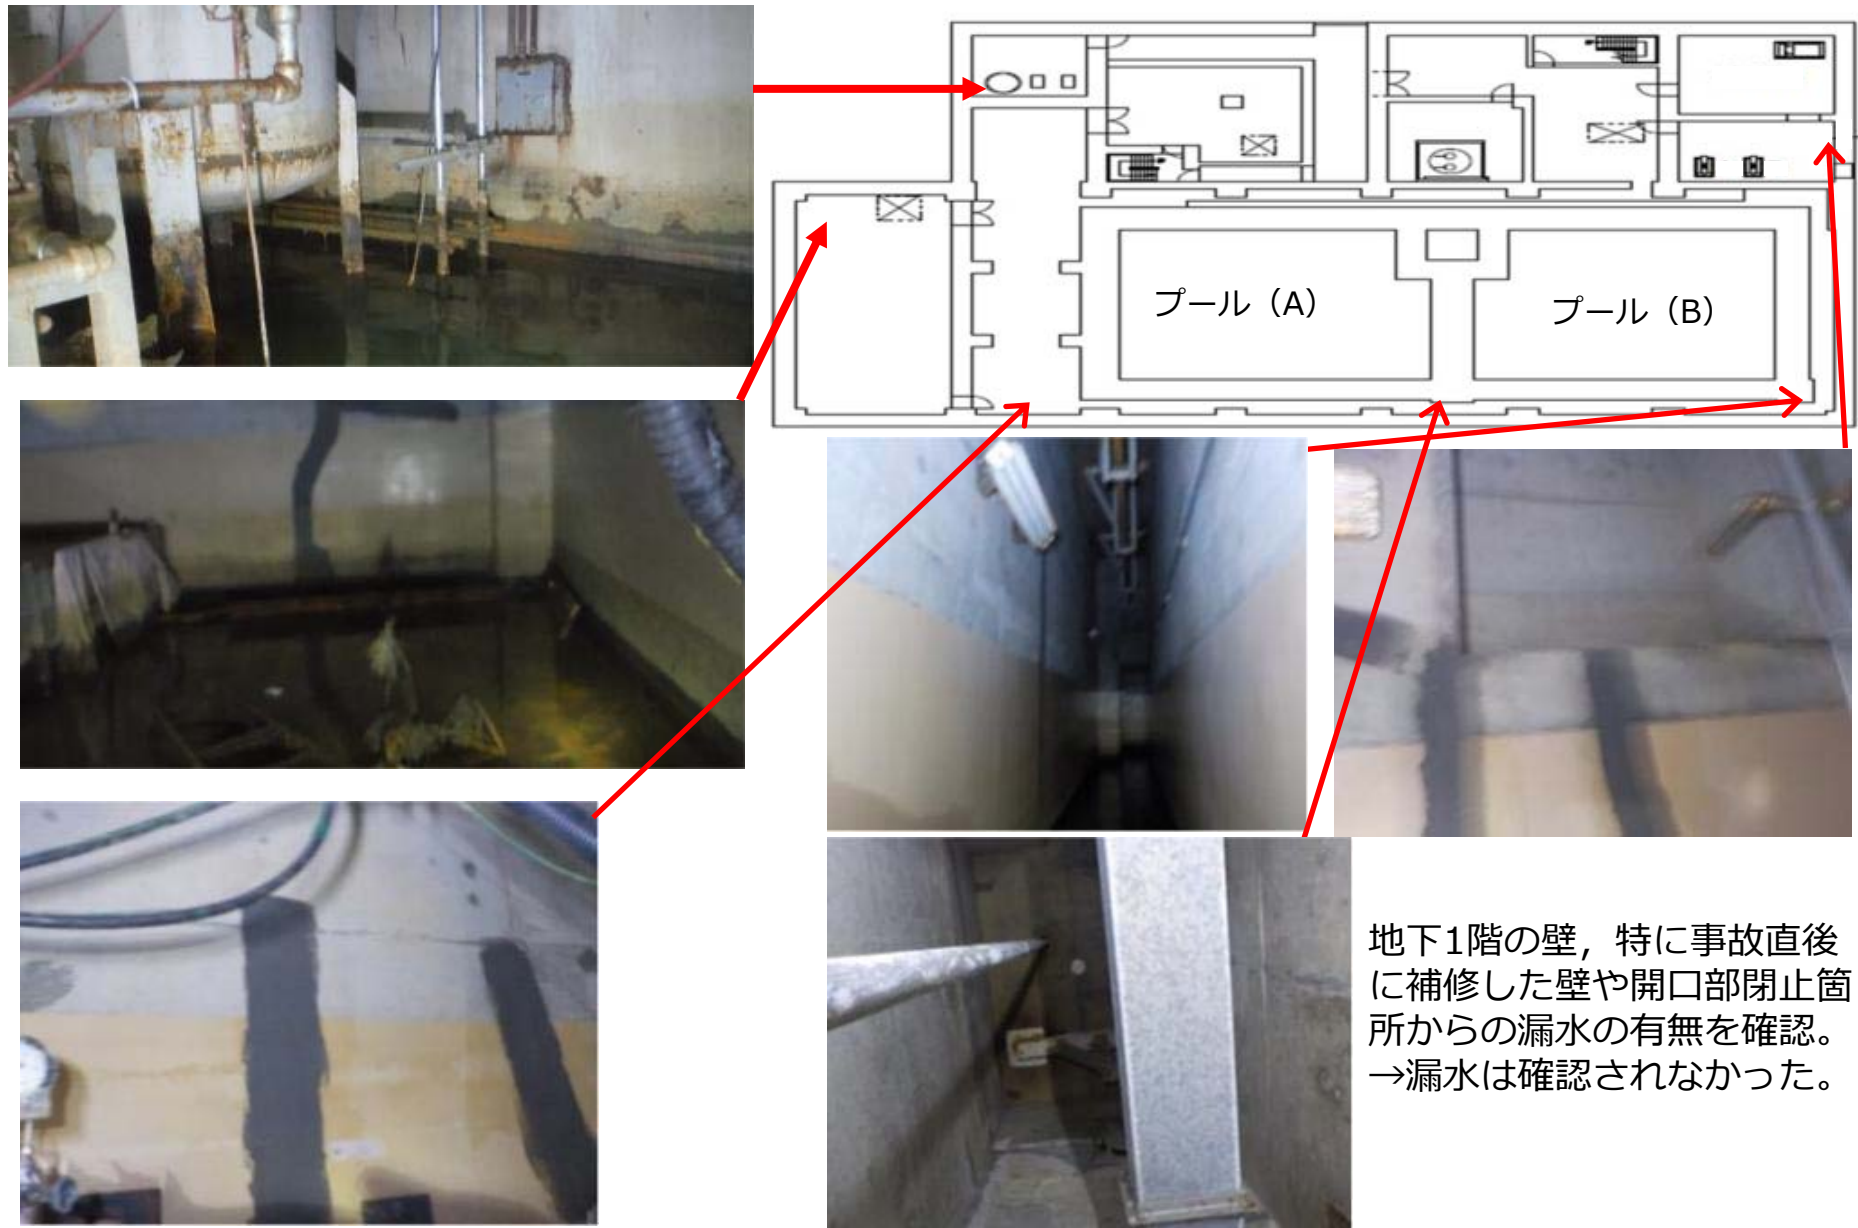 プール（A）
プール（B）
地下1階の壁，特に事故直後
に補修した壁や開口部閉止箇
所からの漏水の有無を確認。
→漏水は確認されなかった。